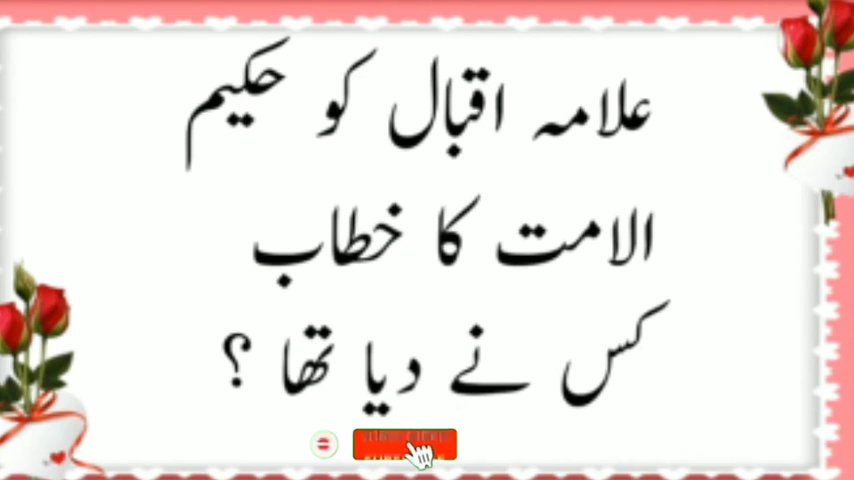 علامہ اقبال کو حکیم
الامت کا خطاب
کس نے دیا تھا ؟